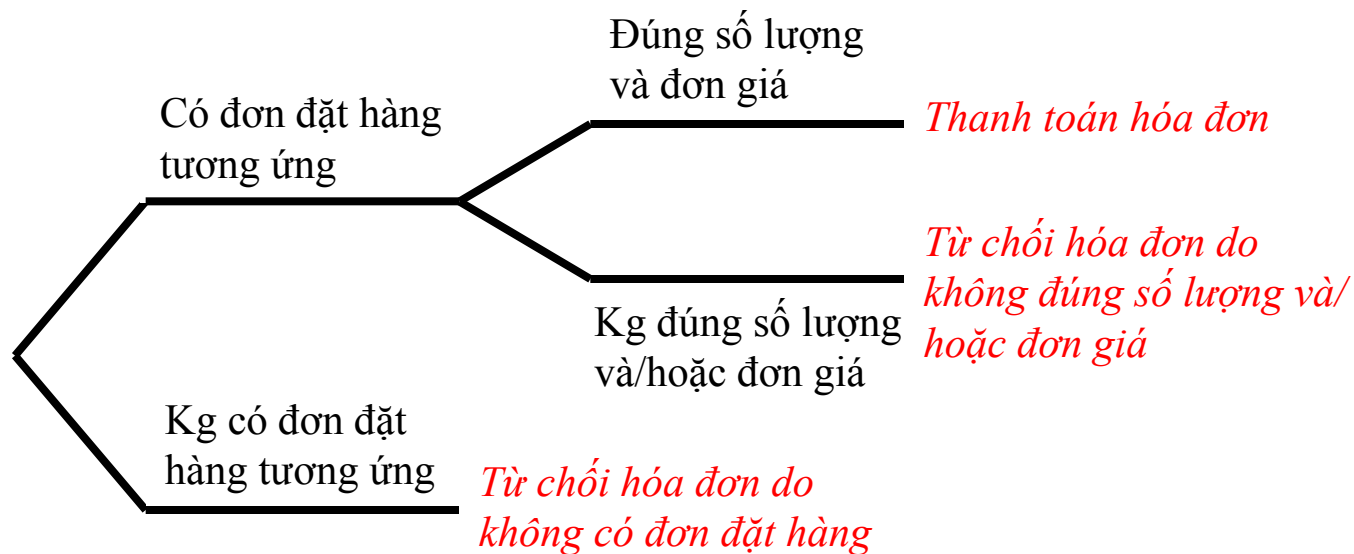 Đúng số lượng
và đơn giá
Có đơn đặt hàng
tương ứng
Thanh toán hóa đơn
Từ chối hóa đơn do
không đúng số lượng và/
hoặc đơn giá
Kg đúng số lượng
và/hoặc đơn giá
Kg có đơn đặt
hàng tương ứng
Từ chối hóa đơn do
không có đơn đặt hàng